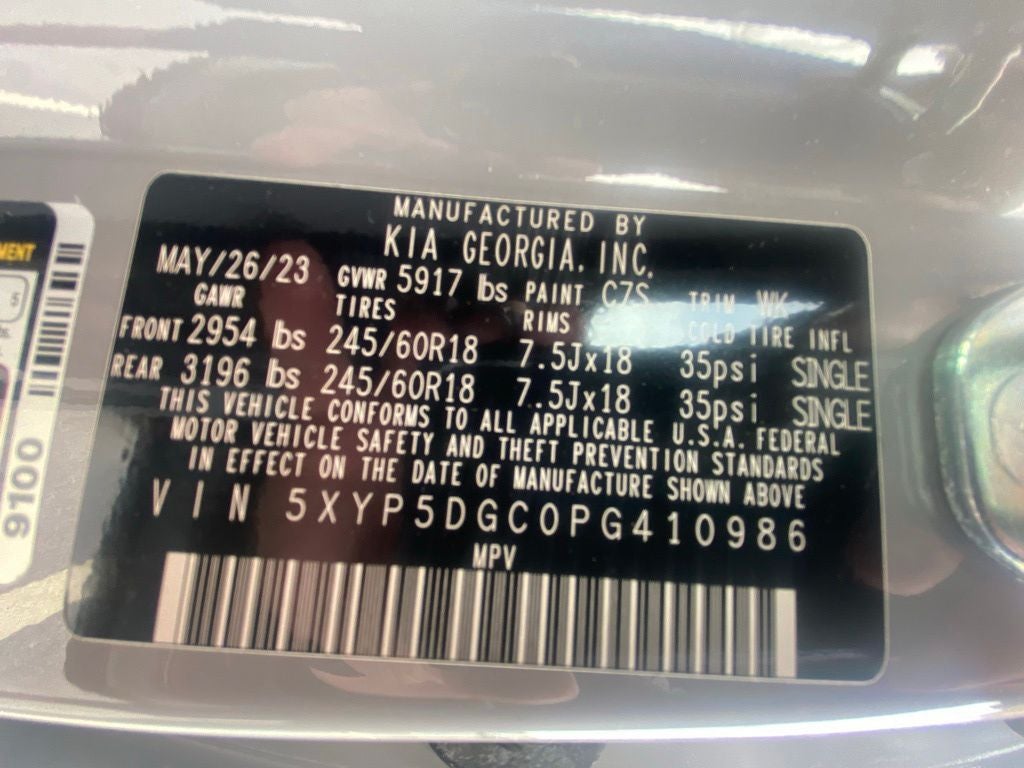 MANUFACTURED BY
KIA GEORGIA, INC.
MAY/26/23 GVWR 5917 lbs PAINT C7S TRIM WK
GAWR TIRES RIMS COLD TIRE INFL
FRONT 2954 lbs 245/60R18 7.5Jx18 35psi SINGLE
REAR 3196 lbs 245/60R18 7.5Jx18 35psi SINGLE
THIS VEHICLE CONFORMS TO ALL APPLICABLE U.S.A. FEDERAL
MOTOR VEHICLE SAFETY AND THEFT PREVENTION STANDARDS
IN EFFECT ON THE DATE OF MANUFACTURE SHOWN ABOVE
VIN 5XYP5DGC0PG410986
MPV
5
9100